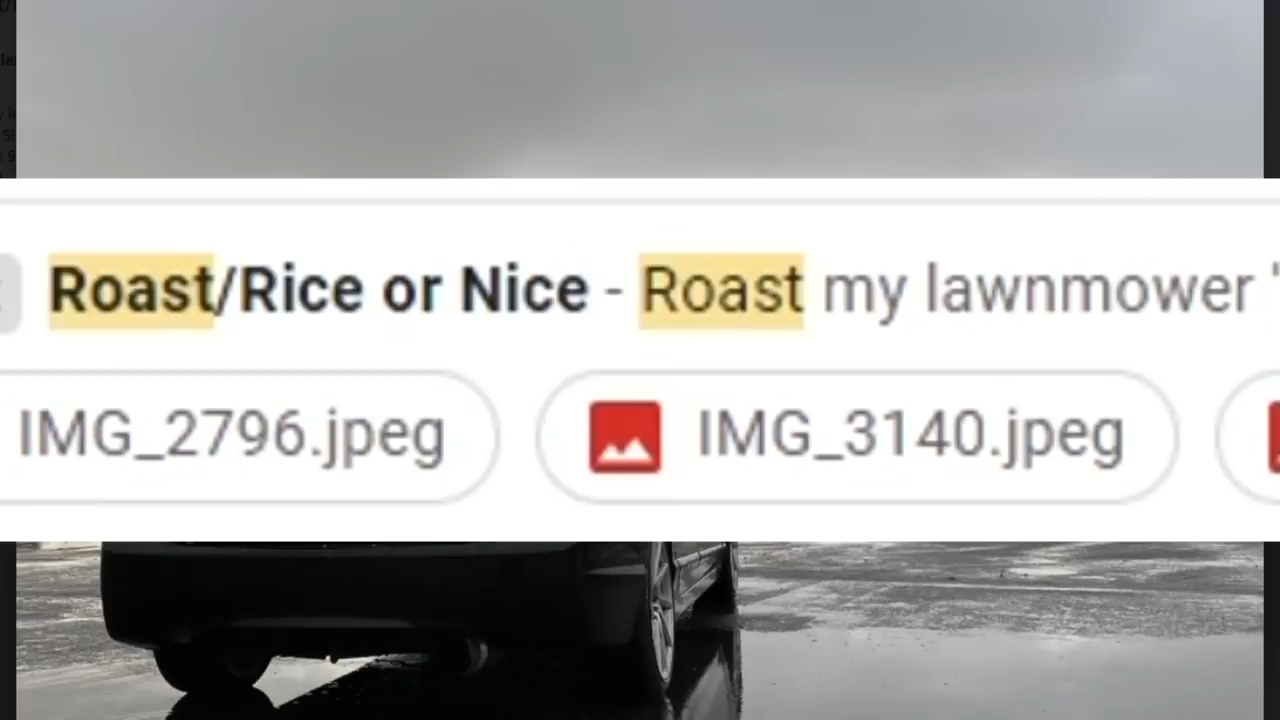 Roast/Rice or Nice - Roast my lawnmower "
IMG_2796.jpeg IMG_3140.jpeg